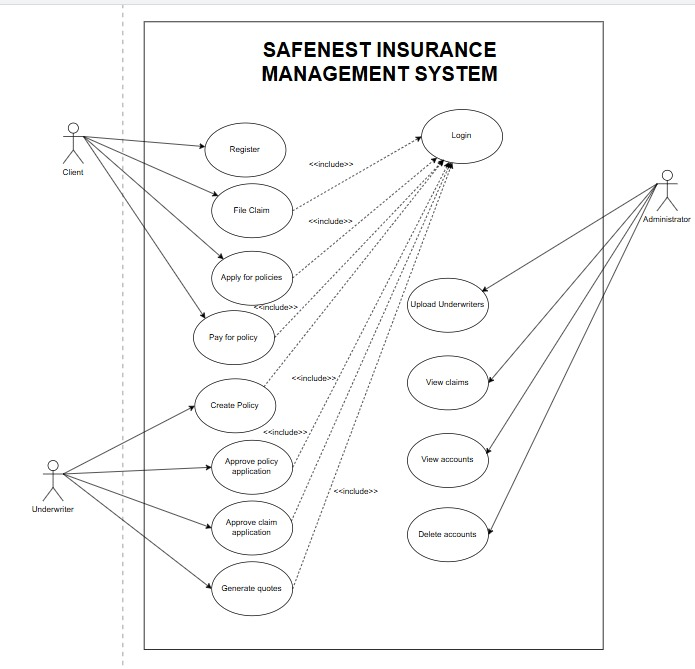 SAFENEST INSURANCE
MANAGEMENT SYSTEM
Login
Register
<<include>>
Client
File Claim
Administrator
<<include>>
Apply for policies
<<include>>
Upload Underwriters
Pay for policy
<<include>>
View claims
Create Policy
<<include>>
Approve policy
application
View accounts
<<include>>
Underwriter
Approve claim
application
Delete accounts
Generate quotes